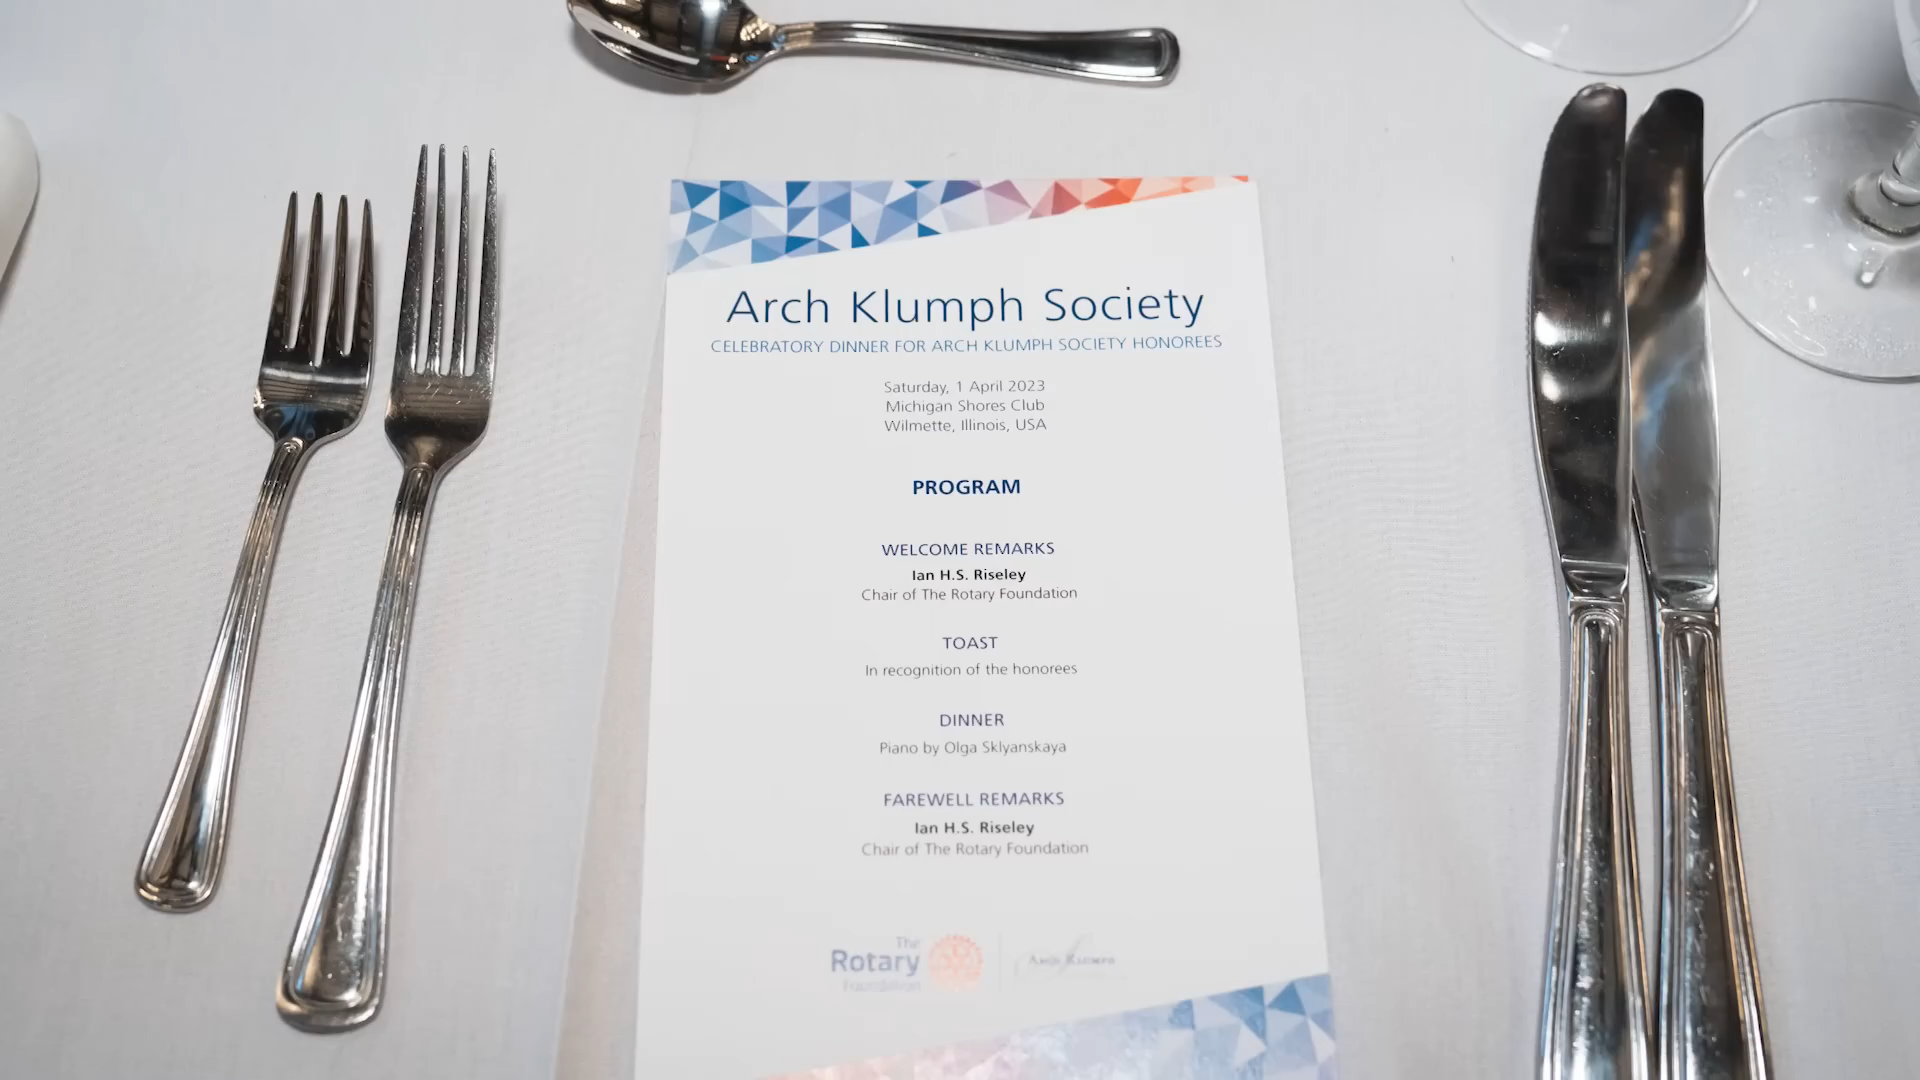 Arch Klumph Society
CELEBRATORY DINNER FOR ARCH KLUMPH SOCIETY HONOREES
Saturday, 1 April 2023
Michigan Shores Club
Wilmette, Illinois, USA
PROGRAM
WELCOME REMARKS
Ian H.S. Riseley
Chair of The Rotary Foundation
TOAST
In recognition of the honorees
DINNER
Piano by Olga Sklyanskaya
FAREWELL REMARKS
Ian H.S. Riseley
Chair of The Rotary Foundation
The
Rotary
Foundation
Arch Klumph